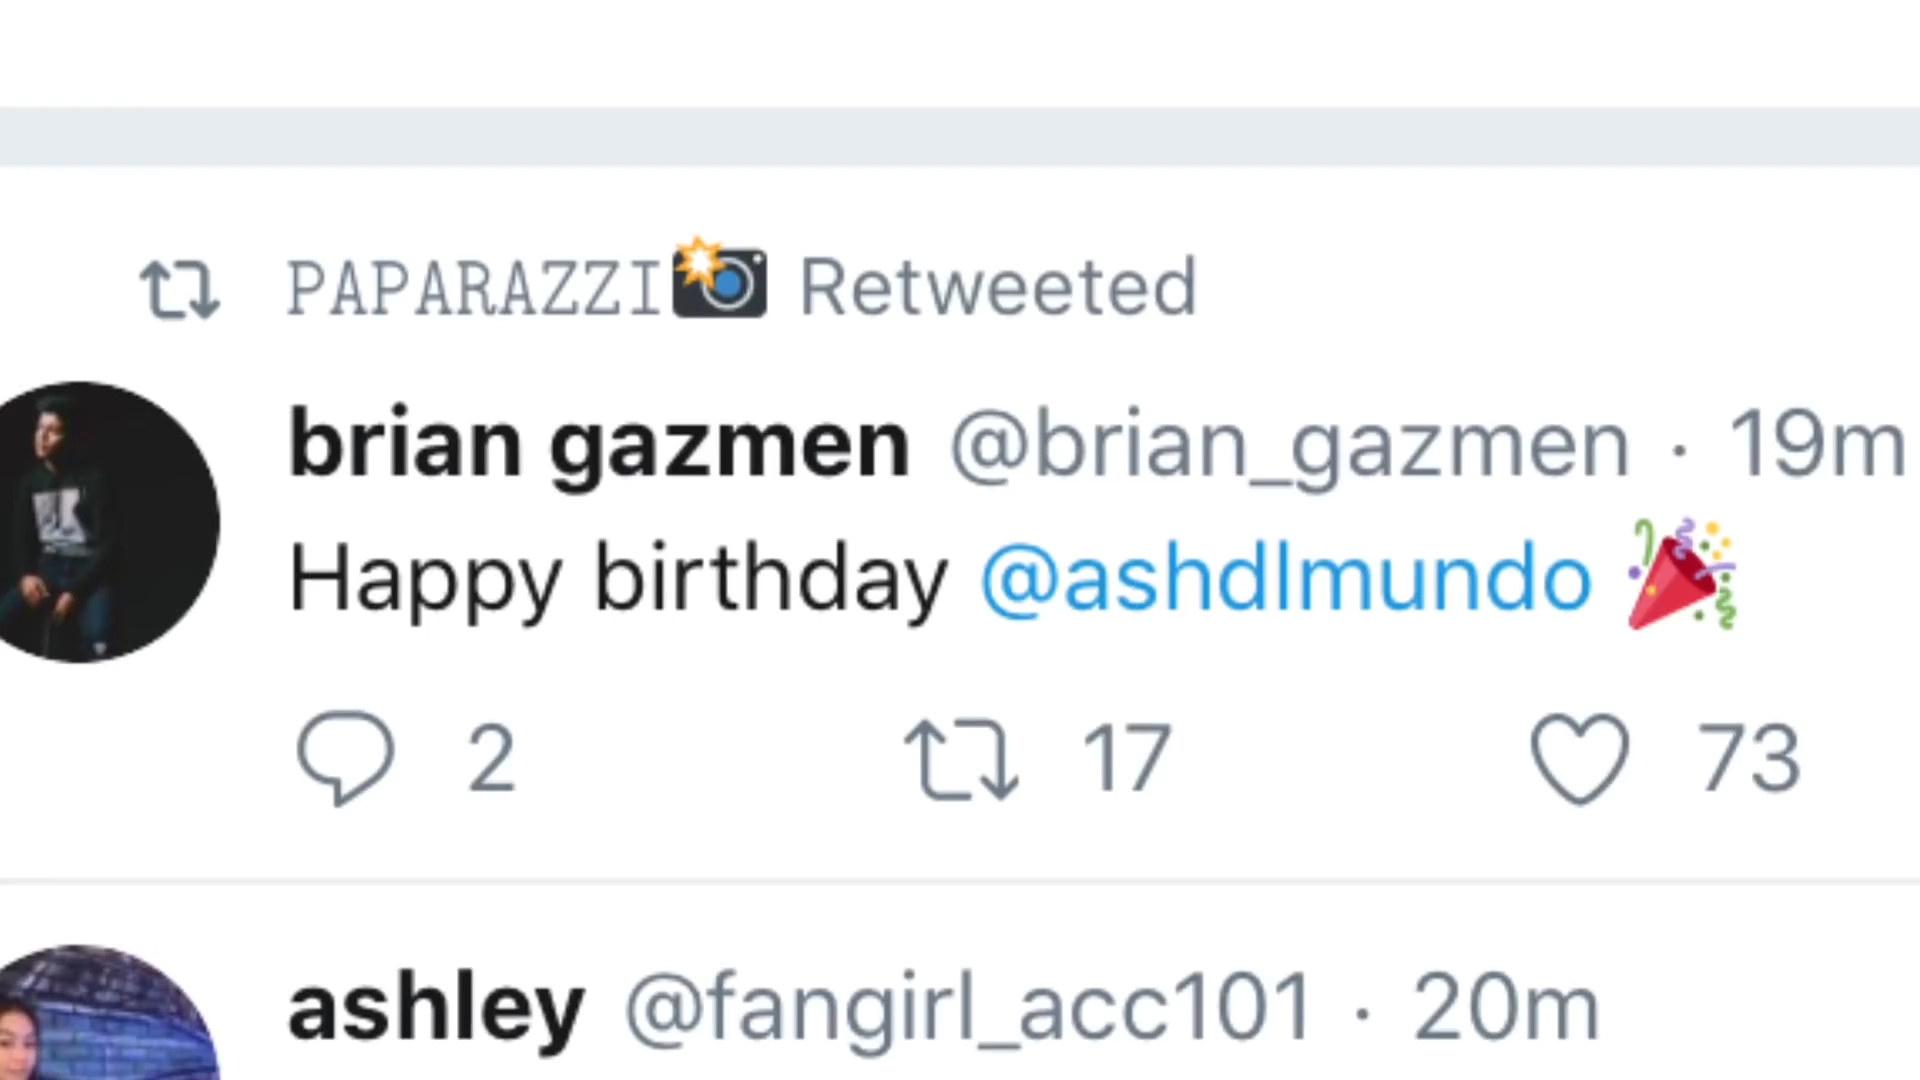 PAPARAZZI📸 Retweeted
brian gazmen @brian_gazmen · 19m
Happy birthday @ashdlmundo 🎉
2 17 73
ashley @fangirl_acc101 · 20m